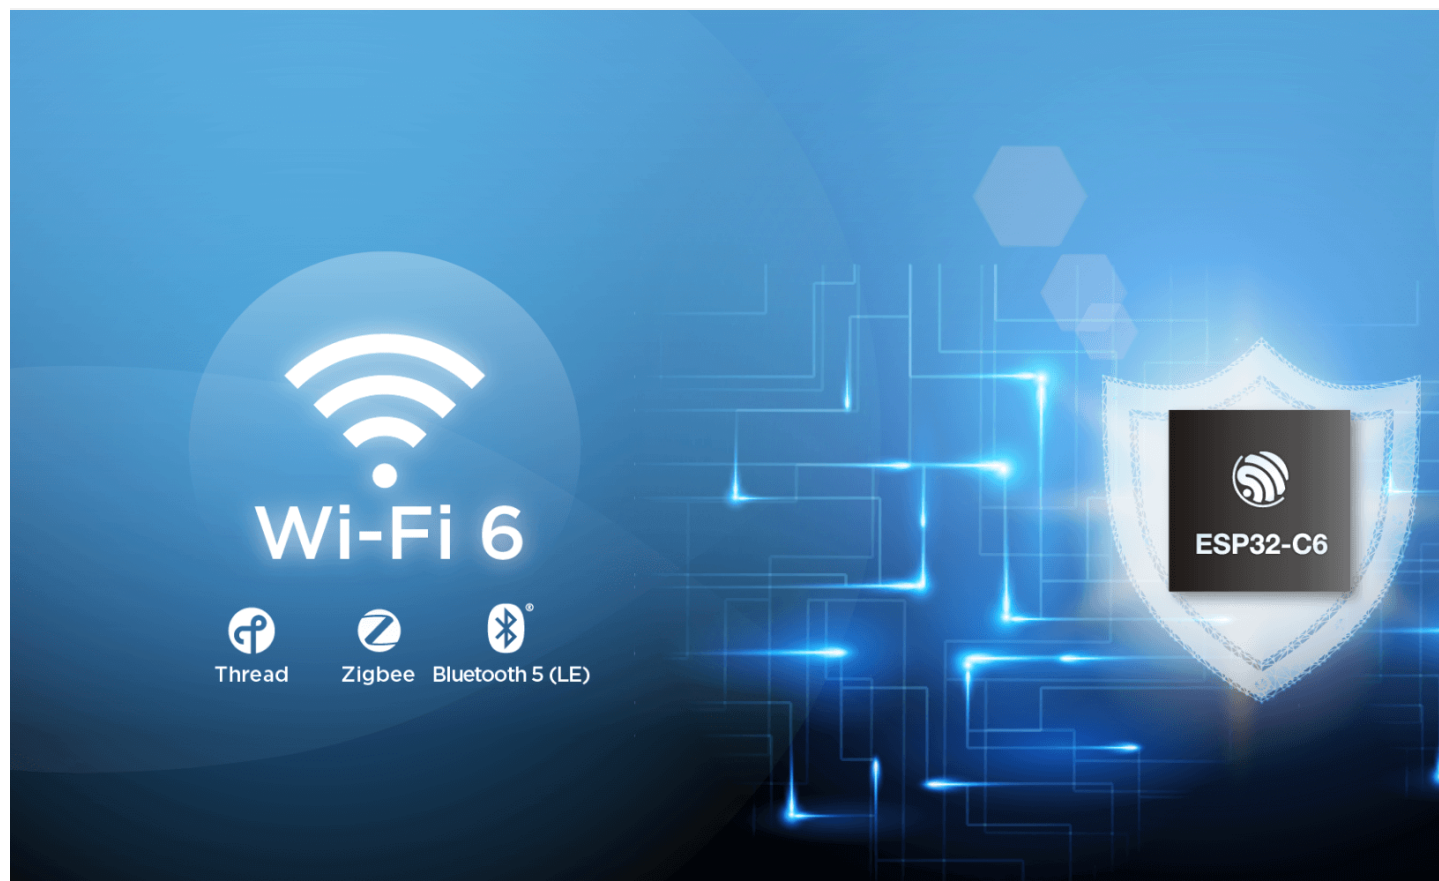 Wi-Fi 6
Thread
Zigbee
®
Bluetooth 5 (LE)
ESP32-C6